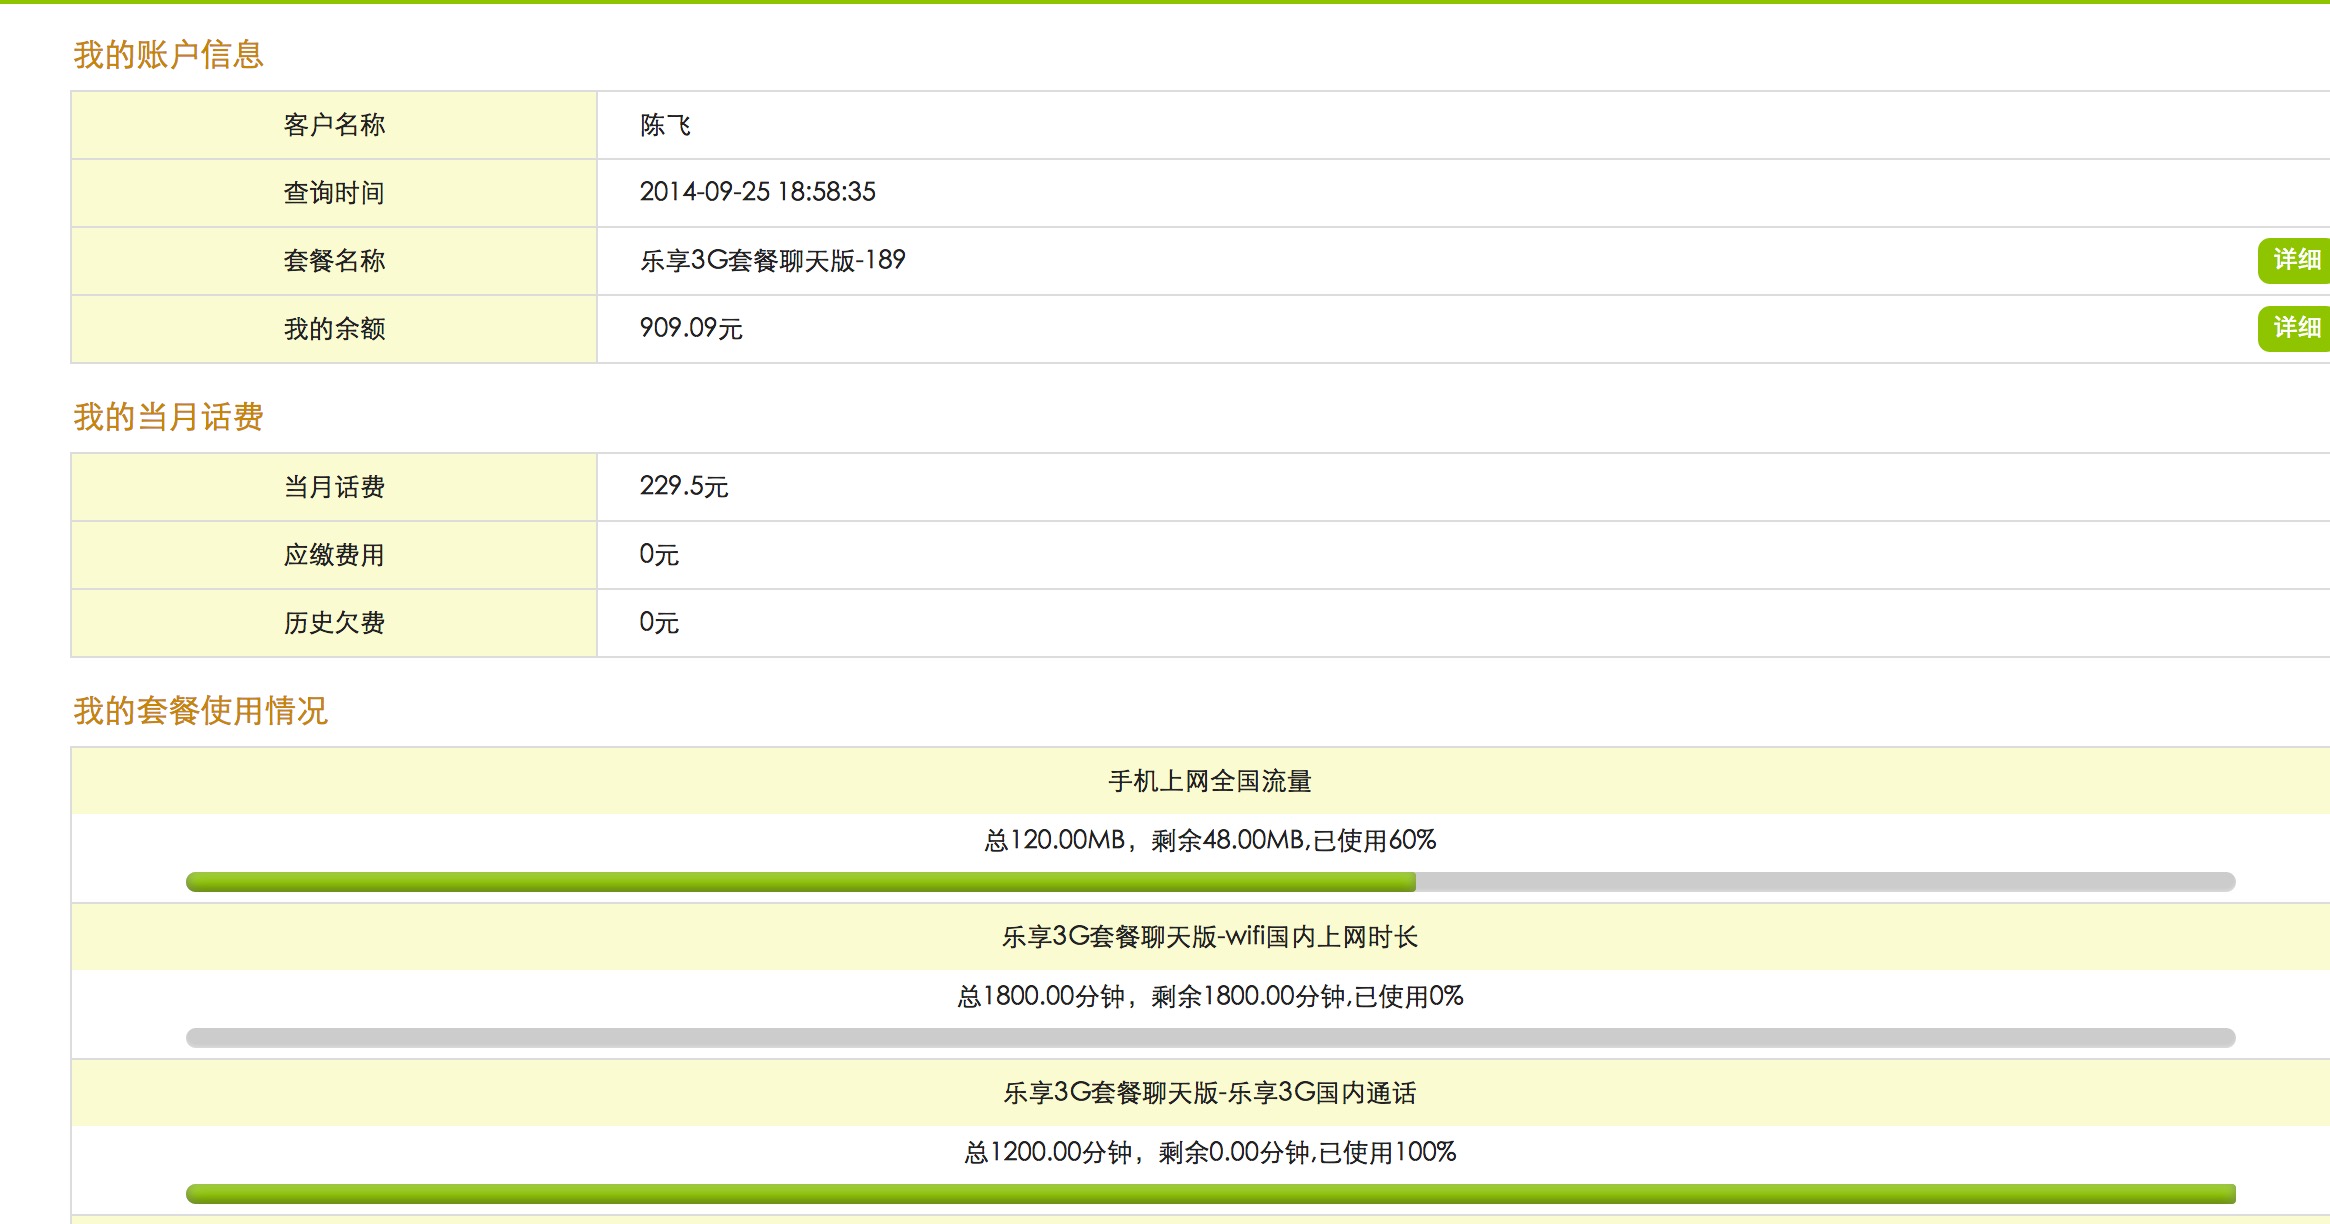 我的账户信息
客户名称 陈飞
查询时间 2014-09-25 18:58:35
套餐名称 乐享3G套餐聊天版-189 详细
我的余额 909.09元 详细
我的当月话费
当月话费 229.5元
应缴费用 0元
历史欠费 0元
我的套餐使用情况
手机上网全国流量
总120.00MB，剩余48.00MB,已使用60%
乐享3G套餐聊天版-wifi国内上网时长
总1800.00分钟，剩余1800.00分钟,已使用0%
乐享3G套餐聊天版-乐享3G国内通话
总1200.00分钟，剩余0.00分钟,已使用100%